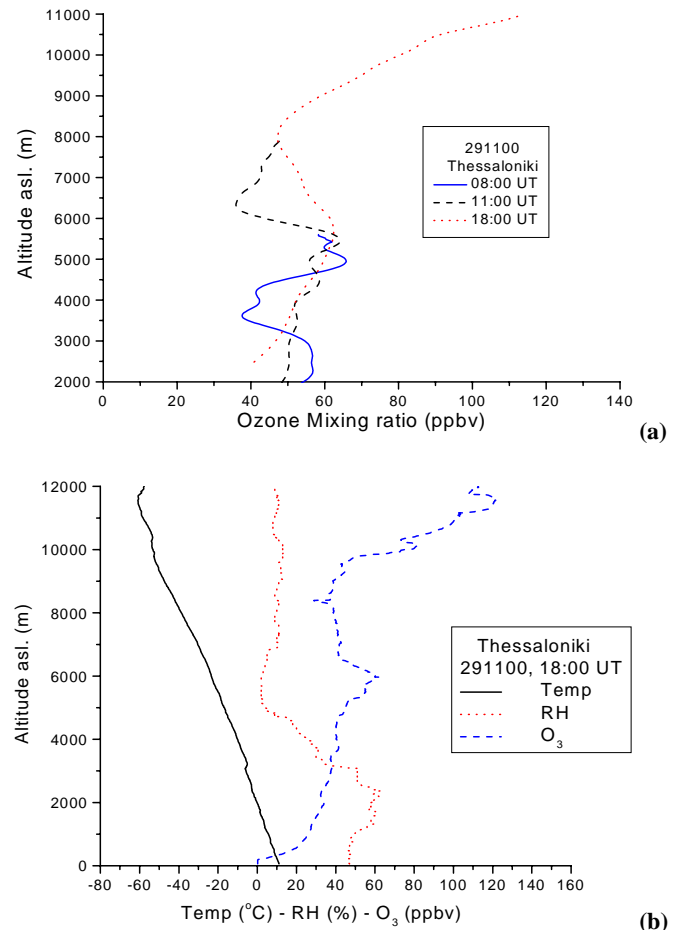 11000
10000
9000
8000
7000
6000
5000
4000
3000
2000
Altitude asl. (m)
291100
Thessaloniki
08:00 UT
11:00 UT
18:00 UT
0 20 40 60 80 100 120 140
Ozone Mixing ratio (ppbv)
(a)
12000
10000
8000
6000
4000
2000
0
Altitude asl. (m)
Thessaloniki
291100, 18:00 UT
Temp
RH
O3
-80 -60 -40 -20 0 20 40 60 80 100 120 140 160
Temp (°C) - RH (%) - O3 (ppbv)
(b)